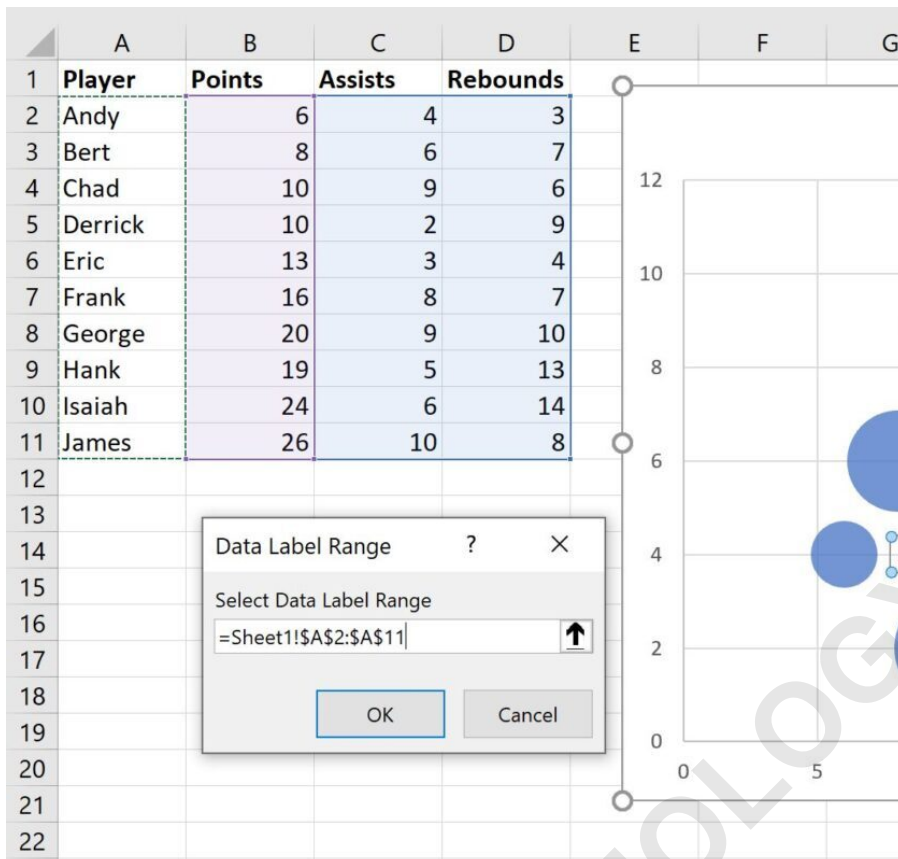 A B C D E F G
1 Player Points Assists Rebounds
2 Andy 6 4 3
3 Bert 8 6 7
4 Chad 10 9 6
5 Derrick 10 2 9
6 Eric 13 3 4
7 Frank 16 8 7
8 George 20 9 10
9 Hank 19 5 13
10 Isaiah 24 6 14
11 James 26 10 8
12
13
14
15
16
17
18
19
20
21
22
Data Label Range ? ×
Select Data Label Range
=Sheet1!$A$2:$A$11
OK Cancel
12
10
8
6
4
2
0
0 5
OLOGY